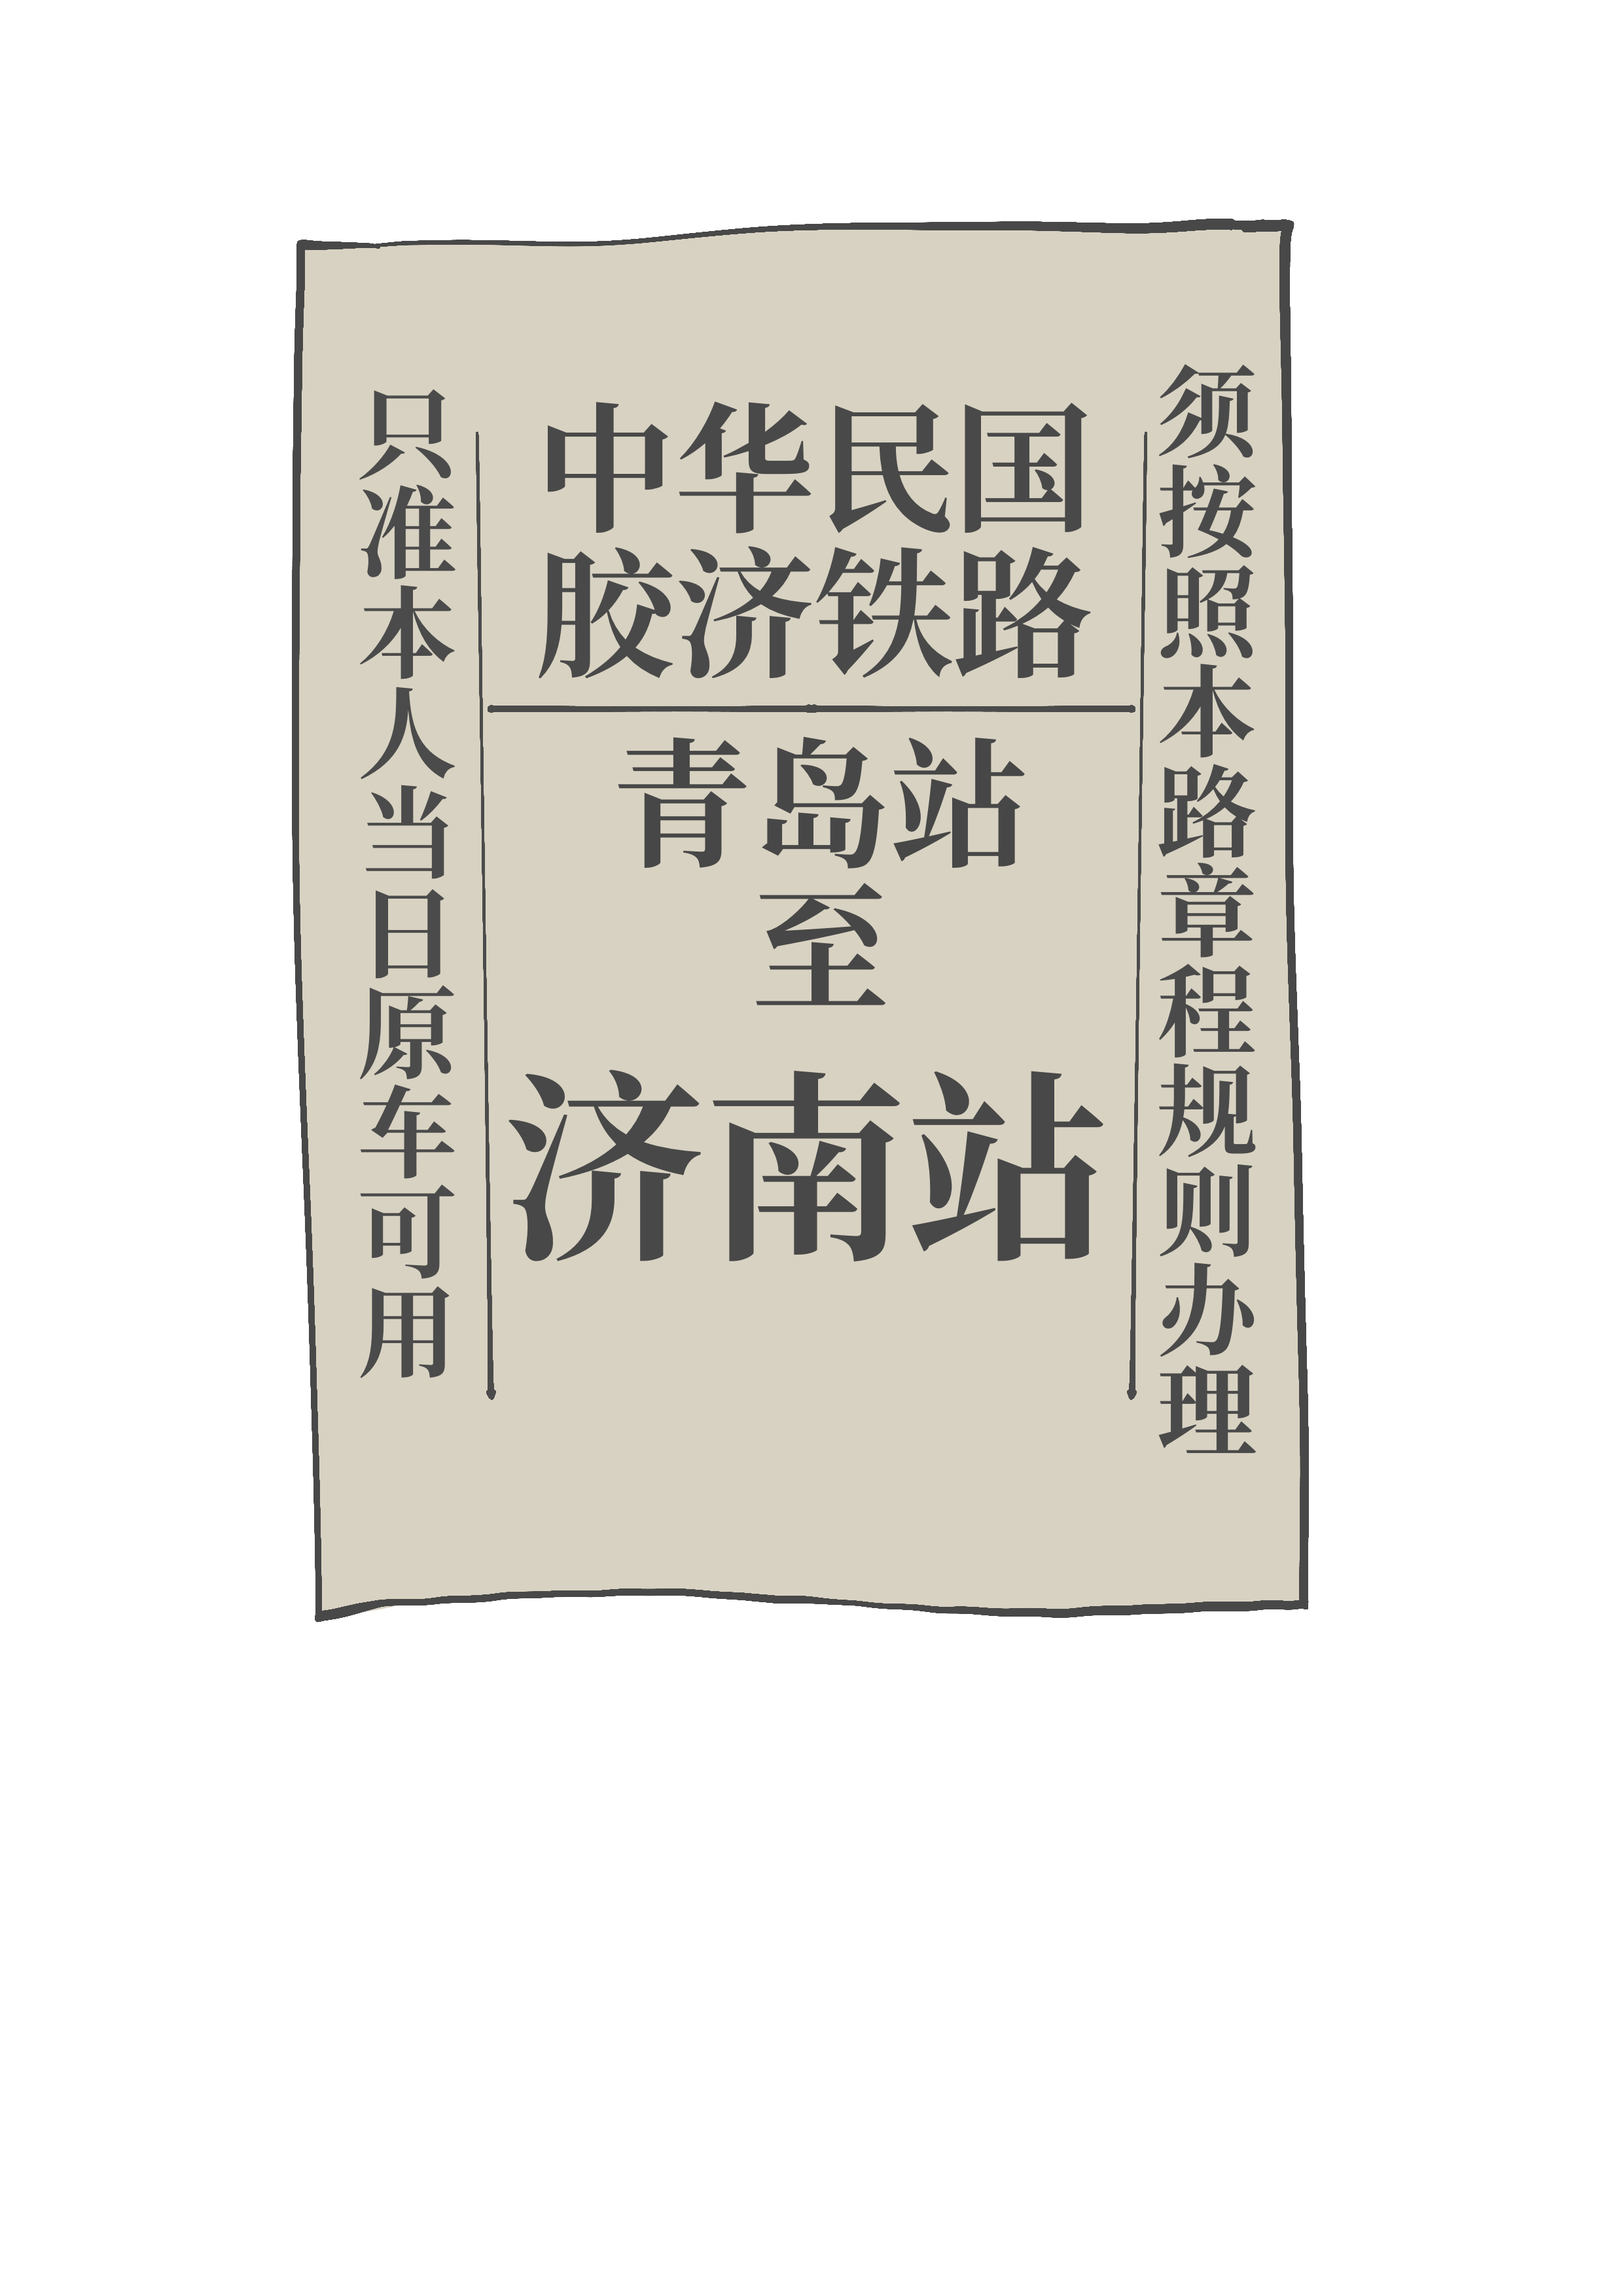 须按照本路章程规则办理
中华民国
胶济铁路
青岛站
至
济南站
只准本人当日原车可用